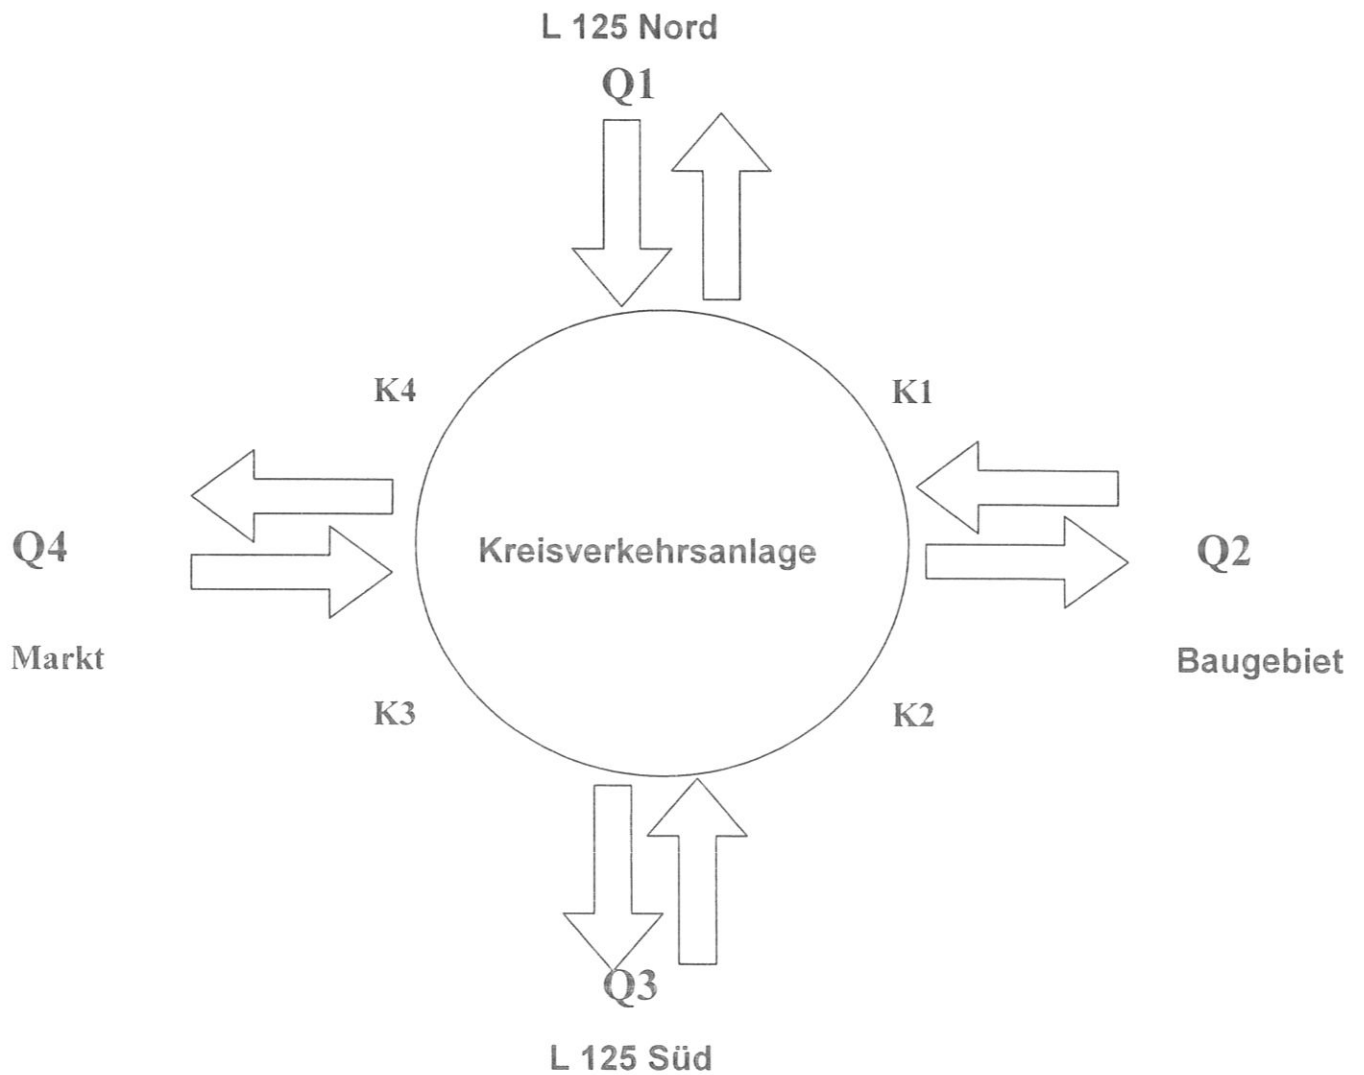 L 125 Nord
Q1
K4
K1
Q4
Kreisverkehrsanlage
Q2
Markt
Baugebiet
K3
K2
Q3
L 125 Süd